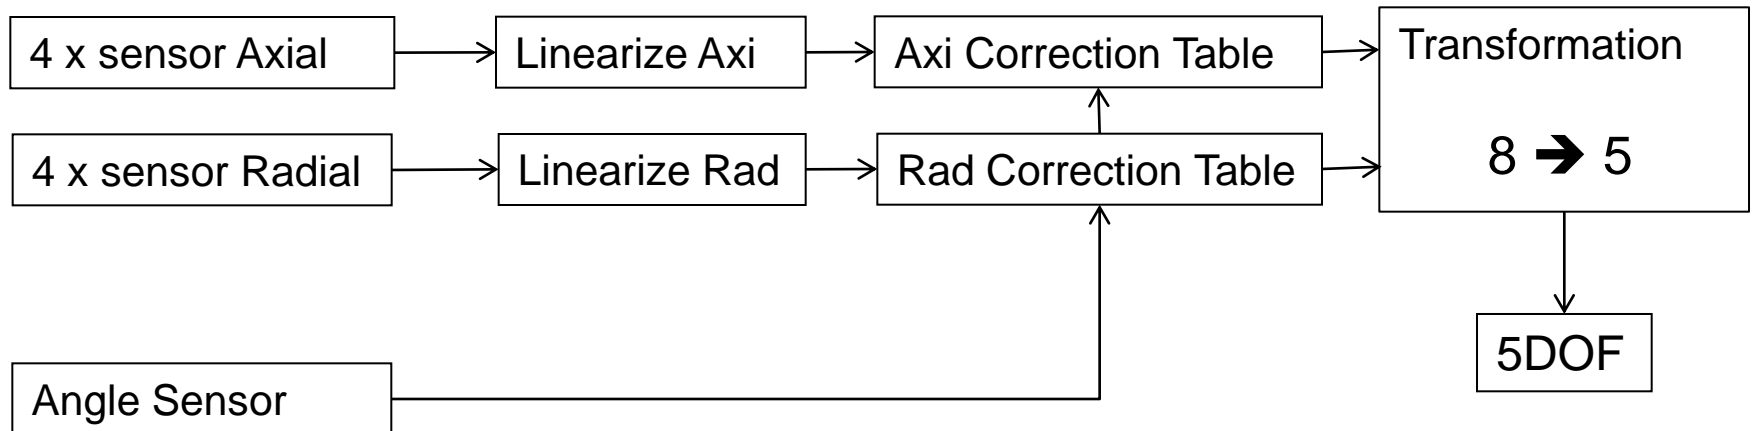 4 x sensor Axial
Linearize Axi
Axi Correction Table
Transformation
4 x sensor Radial
Linearize Rad
Rad Correction Table
8 🡺 5
5DOF
Angle Sensor